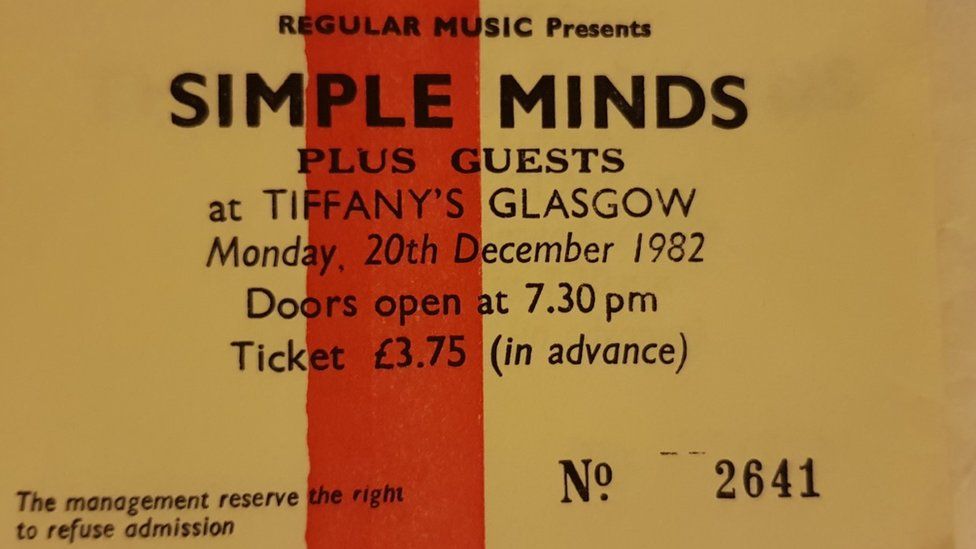 REGULAR MUSIC Presents
SIMPLE MINDS
PLUS GUESTS
at TIFFANY'S GLASGOW
Monday, 20th December 1982
Doors open at 7.30 pm
Ticket £3.75 (in advance)
Nº 2641
The management reserve the right
to refuse admission